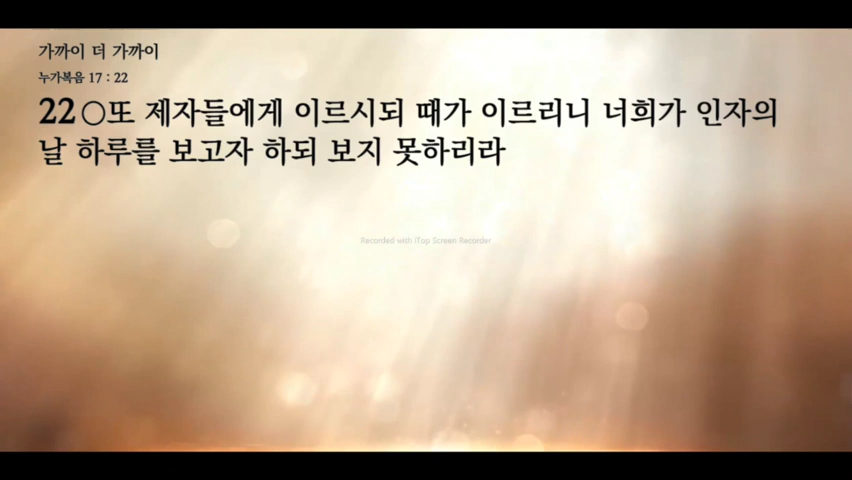 가까이 더 가까이
누가복음 17 : 22
22○또 제자들에게 이르시되 때가 이르리니 너희가 인자의
날 하루를 보고자 하되 보지 못하리라
Recorded with iTop Screen Recorder